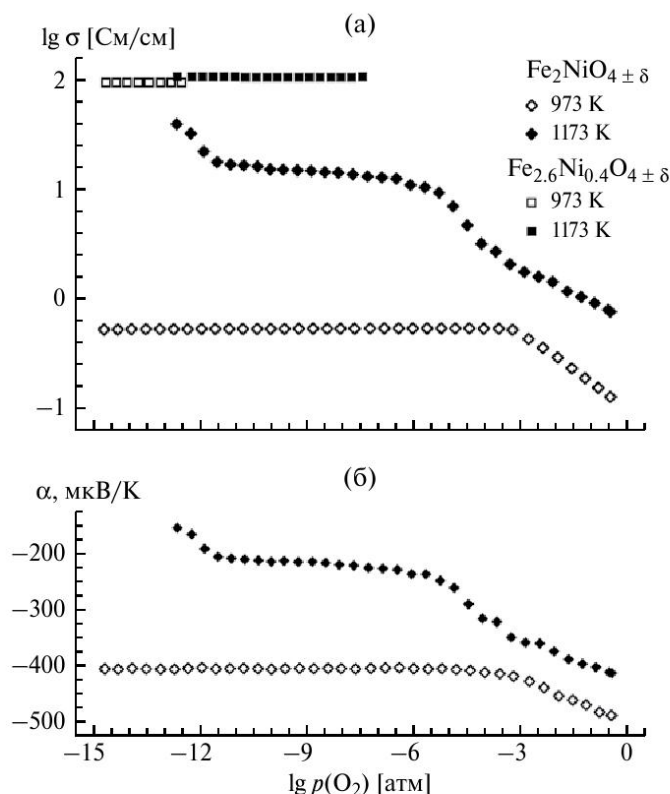 (а)
lg σ [См/см]
2
1
0
−1
Fe₂NiO₄ ± δ
973 K
1173 K
Fe₂.₆Ni₀.₄O₄ ± δ
973 K
1173 K
(б)
α, мкВ/K
−200
−300
−400
−500
−15 −12 −9 −6 −3 0
lg p(O₂) [атм]